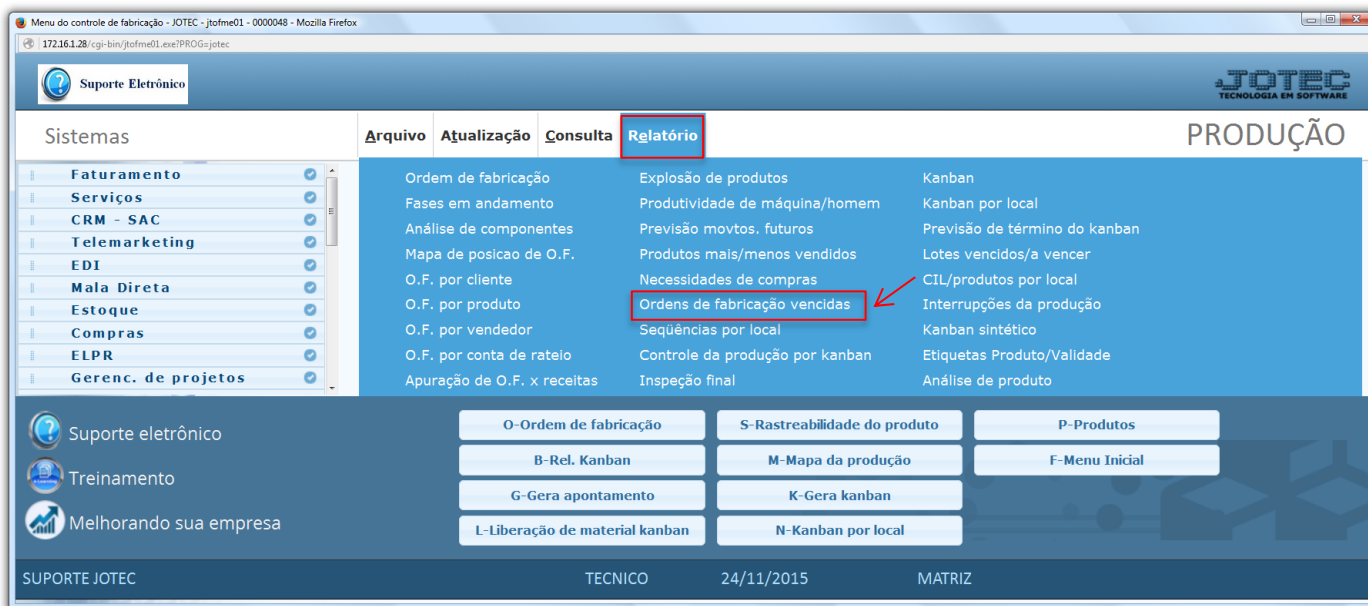 Menu do controle de fabricação - JOTEC - jtofme01 - 0000048 - Mozilla Firefox
172.16.1.28/cgi-bin/jtofme01.exe?PROG=jotec
Suporte Eletrônico
JOTEC
TECNOLOGIA EM SOFTWARE
Sistemas
Arquivo Atualização Consulta Relatório
PRODUÇÃO
Faturamento
Serviços
CRM - SAC
Telemarketing
EDI
Mala Direta
Estoque
Compras
ELPR
Gerenc. de projetos
Ordem de fabricação
Fases em andamento
Análise de componentes
Mapa de posicao de O.F.
O.F. por cliente
O.F. por produto
O.F. por vendedor
O.F. por conta de rateio
Apuração de O.F. x receitas
Explosão de produtos
Produtividade de máquina/homem
Previsão movtos. futuros
Produtos mais/menos vendidos
Necessidades de compras
Ordens de fabricação vencidas
Seqüências por local
Controle da produção por kanban
Inspeção final
Kanban
Kanban por local
Previsão de término do kanban
Lotes vencidos/a vencer
CIL/produtos por local
Interrupções da produção
Kanban sintético
Etiquetas Produto/Validade
Análise de produto
Suporte eletrônico
Treinamento
Melhorando sua empresa
O-Ordem de fabricação S-Rastreabilidade do produto P-Produtos
B-Rel. Kanban M-Mapa da produção F-Menu Inicial
G-Gera apontamento K-Gera kanban
L-Liberação de material kanban N-Kanban por local
SUPORTE JOTEC TECNICO 24/11/2015 MATRIZ